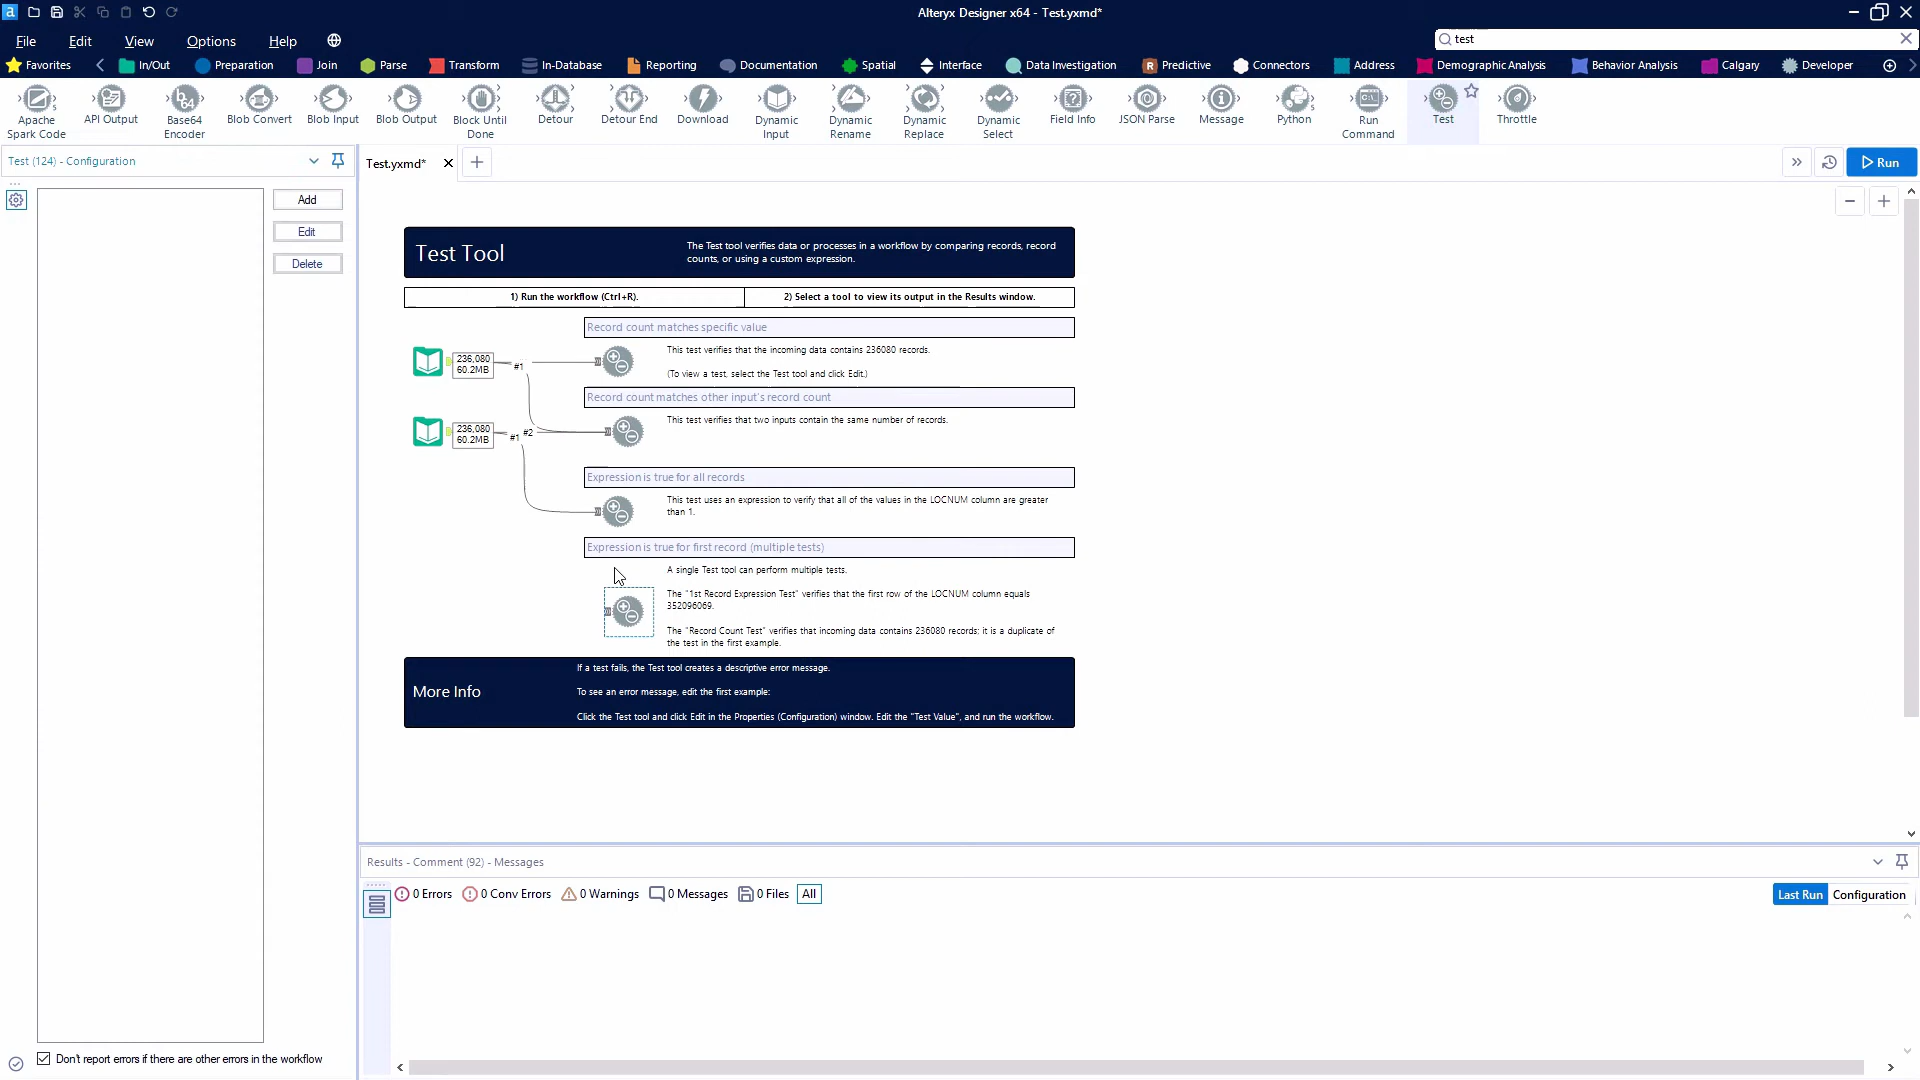 a
Alteryx Designer x64 - Test.yxmd*
File Edit View Options Help
test
Favorites In/Out Preparation Join Parse Transform In-Database Reporting Documentation Spatial Interface Data Investigation Predictive Connectors Address Demographic Analysis Behavior Analysis Calgary Developer
Apache Spark Code
API Output
Base64 Encoder
Blob Convert
Blob Input
Blob Output
Block Until Done
Detour
Detour End
Download
Dynamic Input
Dynamic Rename
Dynamic Replace
Dynamic Select
Field Info
JSON Parse
Message
Python
Run Command
Test
Throttle
Test (124) - Configuration
Add
Edit
Delete
Don't report errors if there are other errors in the workflow
Test.yxmd*
Run
Test Tool
The Test tool verifies data or processes in a workflow by comparing records, record
counts, or using a custom expression.
1) Run the workflow (Ctrl+R).
2) Select a tool to view its output in the Results window.
Record count matches specific value
236,080
60.2MB
#1
This test verifies that the incoming data contains 236080 records.
(To view a test, select the Test tool and click Edit.)
Record count matches other input's record count
236,080
60.2MB
#1
#2
This test verifies that two inputs contain the same number of records.
Expression is true for all records
This test uses an expression to verify that all of the values in the LOCNUM column are greater
than 1.
Expression is true for first record (multiple tests)
A single Test tool can perform multiple tests.
The "1st Record Expression Test" verifies that the first row of the LOCNUM column equals
352096069.
The "Record Count Test" verifies that incoming data contains 236080 records: it is a duplicate of
the test in the first example.
More Info
If a test fails, the Test tool creates a descriptive error message.
To see an error message, edit the first example:
Click the Test tool and click Edit in the Properties (Configuration) window. Edit the "Test Value", and run the workflow.
Results - Comment (92) - Messages
0 Errors 0 Conv Errors 0 Warnings 0 Messages 0 Files All
Last Run Configuration